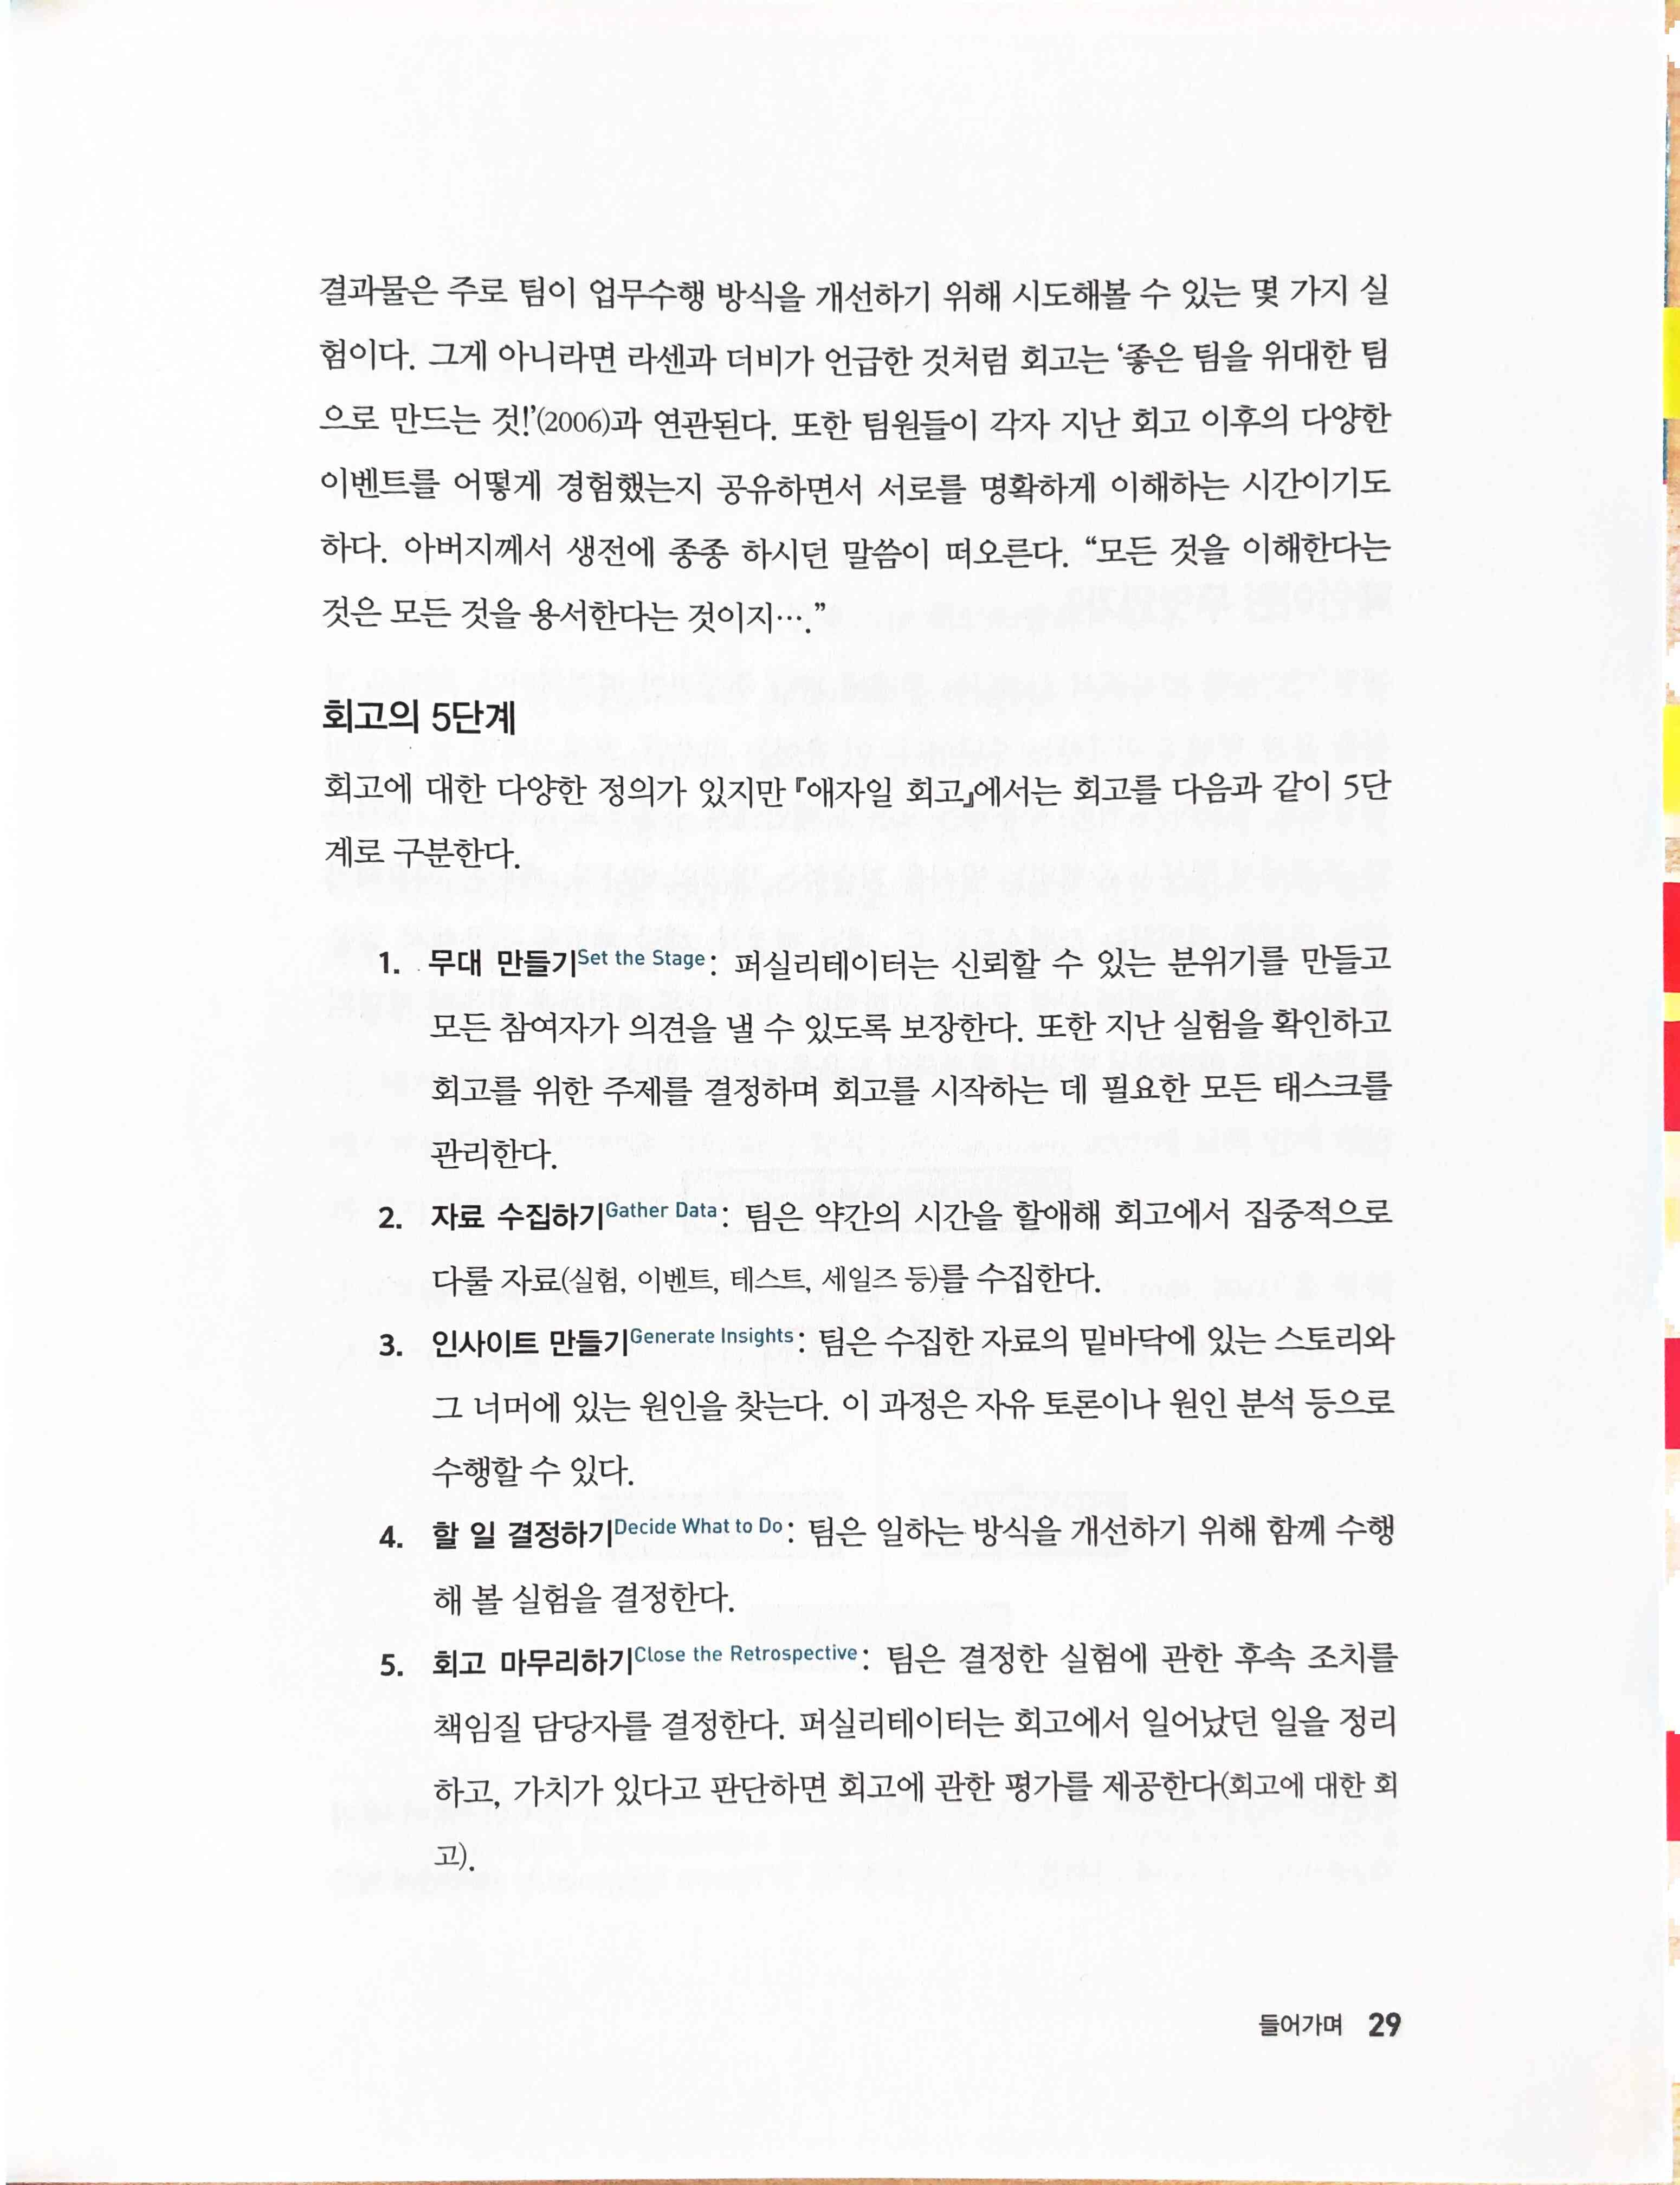 결과물은 주로 팀이 업무수행 방식을 개선하기 위해 시도해볼 수 있는 몇 가지 실
험이다. 그게 아니라면 라센과 더비가 언급한 것처럼 회고는 ‘좋은 팀을 위대한 팀
으로 만드는 것!’(2006)과 연관된다. 또한 팀원들이 각자 지난 회고 이후의 다양한
이벤트를 어떻게 경험했는지 공유하면서 서로를 명확하게 이해하는 시간이기도
하다. 아버지께서 생전에 종종 하시던 말씀이 떠오른다. “모든 것을 이해한다는
것은 모든 것을 용서한다는 것이지….”
회고의 5단계
회고에 대한 다양한 정의가 있지만 『애자일 회고』에서는 회고를 다음과 같이 5단
계로 구분한다.
1. 무대 만들기Set the Stage: 퍼실리테이터는 신뢰할 수 있는 분위기를 만들고
모든 참여자가 의견을 낼 수 있도록 보장한다. 또한 지난 실험을 확인하고
회고를 위한 주제를 결정하며 회고를 시작하는 데 필요한 모든 태스크를
관리한다.
2. 자료 수집하기Gather Data: 팀은 약간의 시간을 할애해 회고에서 집중적으로
다룰 자료(실험, 이벤트, 테스트, 세일즈 등)를 수집한다.
3. 인사이트 만들기Generate Insights: 팀은 수집한 자료의 밑바닥에 있는 스토리와
그 너머에 있는 원인을 찾는다. 이 과정은 자유 토론이나 원인 분석 등으로
수행할 수 있다.
4. 할 일 결정하기Decide What to Do: 팀은 일하는 방식을 개선하기 위해 함께 수행
해 볼 실험을 결정한다.
5. 회고 마무리하기Close the Retrospective: 팀은 결정한 실험에 관한 후속 조치를
책임질 담당자를 결정한다. 퍼실리테이터는 회고에서 일어났던 일을 정리
하고, 가치가 있다고 판단하면 회고에 관한 평가를 제공한다(회고에 대한 회
고).
들어가며 29